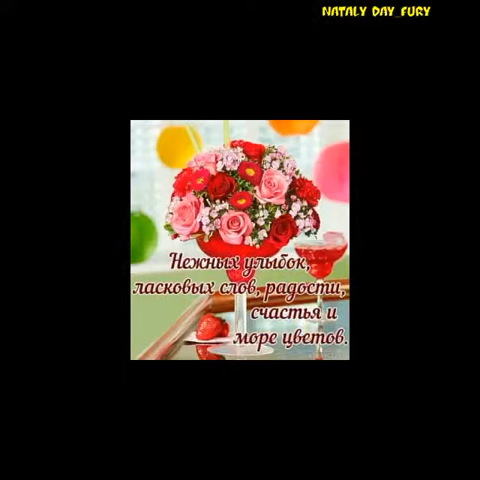 NATALY DAY_FURY
Нежных улыбок,
ласковых слов, радости,
счастья и
море цветов.